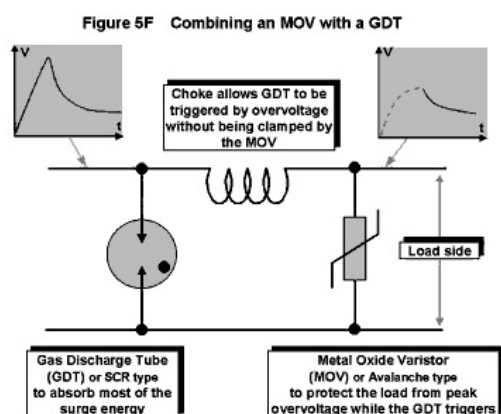 Figure 5F    Combining an MOV with a GDT
V
t
Choke allows GDT to be
triggered by overvoltage
without being clamped by
the MOV
V
t
Load side
Gas Discharge Tube
(GDT) or SCR type
to absorb most of the
surge energy
Metal Oxide Varistor
(MOV) or Avalanche type
to protect the load from peak
overvoltage while the GDT triggers